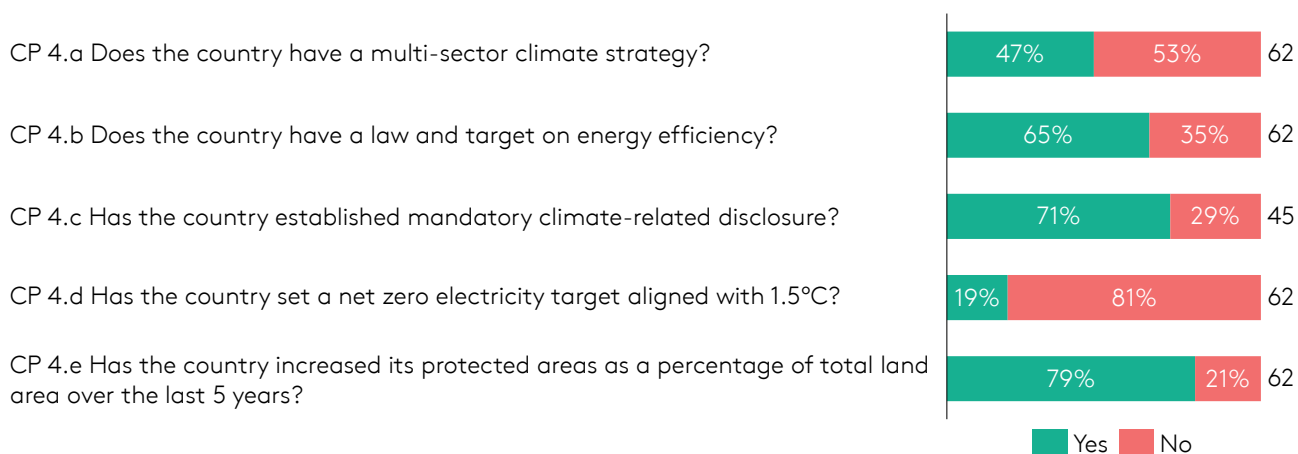 CP 4.a Does the country have a multi-sector climate strategy? 47% 53% 62
CP 4.b Does the country have a law and target on energy efficiency? 65% 35% 62
CP 4.c Has the country established mandatory climate-related disclosure? 71% 29% 45
CP 4.d Has the country set a net zero electricity target aligned with 1.5°C? 19% 81% 62
CP 4.e Has the country increased its protected areas as a percentage of total land
area over the last 5 years? 79% 21% 62
Yes No